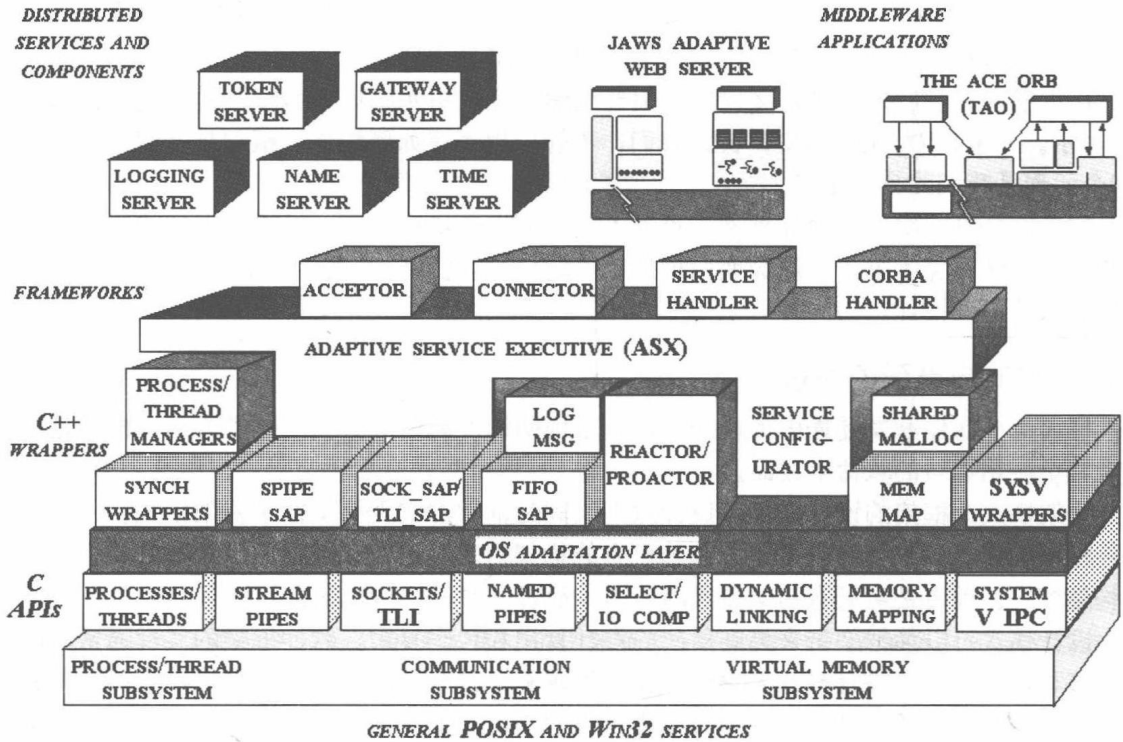 DISTRIBUTED
SERVICES AND
COMPONENTS
MIDDLEWARE
APPLICATIONS
JAWS ADAPTIVE
WEB SERVER
THE ACE ORB
(TAO)
TOKEN
SERVER
GATEWAY
SERVER
LOGGING
SERVER
NAME
SERVER
TIME
SERVER
FRAMEWORKS
ACCEPTOR
CONNECTOR
SERVICE
HANDLER
CORBA
HANDLER
ADAPTIVE SERVICE EXECUTIVE (ASX)
C++
WRAPPERS
PROCESS/
THREAD
MANAGERS
LOG
MSG
REACTOR/
PROACTOR
SERVICE
CONFIG-
URATOR
SHARED
MALLOC
SYNCH
WRAPPERS
SPIPE
SAP
SOCK_SAP/
TLI_SAP
FIFO
SAP
MEM
MAP
SYSV
WRAPPERS
OS ADAPTATION LAYER
C
APIs
PROCESSES/
THREADS
STREAM
PIPES
SOCKETS/
TLI
NAMED
PIPES
SELECT/
IO COMP
DYNAMIC
LINKING
MEMORY
MAPPING
SYSTEM
V IPC
PROCESS/THREAD
SUBSYSTEM
COMMUNICATION
SUBSYSTEM
VIRTUAL MEMORY
SUBSYSTEM
GENERAL POSIX AND WIN32 SERVICES